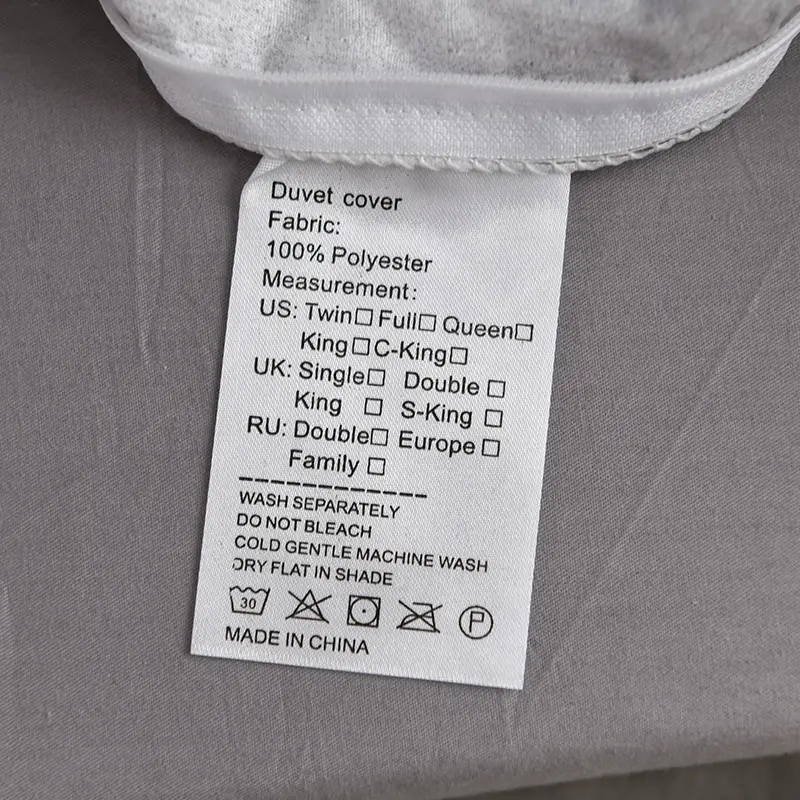 Duvet cover
Fabric:
100% Polyester
Measurement:
US: Twin□ Full□ Queen□
King□ C-King□
UK: Single□ Double □
King □ S-King □
RU: Double□ Europe □
Family □
WASH SEPARATELY
DO NOT BLEACH
COLD GENTLE MACHINE WASH
DRY FLAT IN SHADE
30 P
MADE IN CHINA